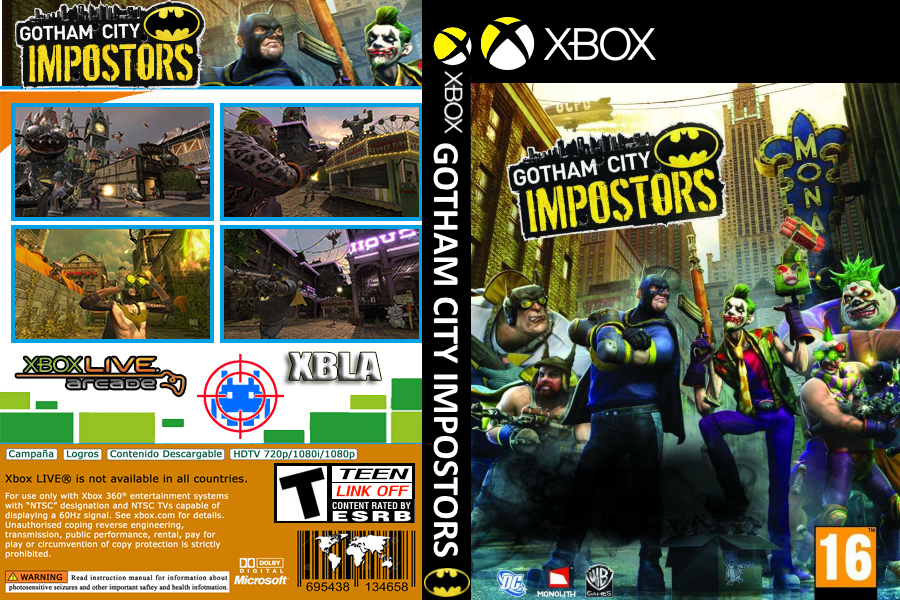 GOTHAM CITY
IMPOSTORS
XBOX LIVE
arcade
XBLA
Campaña
Logros
Contenido Descargable
HDTV 720p/1080i/1080p
Xbox LIVE® is not available in all countries.
For use only with Xbox 360® entertainment systems
with “NTSC” designation and NTSC TVs capable of
displaying a 60Hz signal. See xbox.com for details.
Unauthorised coping reverse engineering,
transmission, public performance, rental, pay for
play or circumvention of copy protection is strictly
prohibited.
WARNING Read instruction manual for information about
photosensitive seizures and other important saftey and health infotmation.
T
TEEN
LINK OFF
CONTENT RATED BY
ESRB
DOLBY
DIGITAL
Microsoft
695438 134658
XBOX GOTHAM CITY IMPOSTORS
XBOX
GCPD
GOTHAM CITY
IMPOSTORS
MONA
DC
MONOLITH
WB
GAMES
16
TM